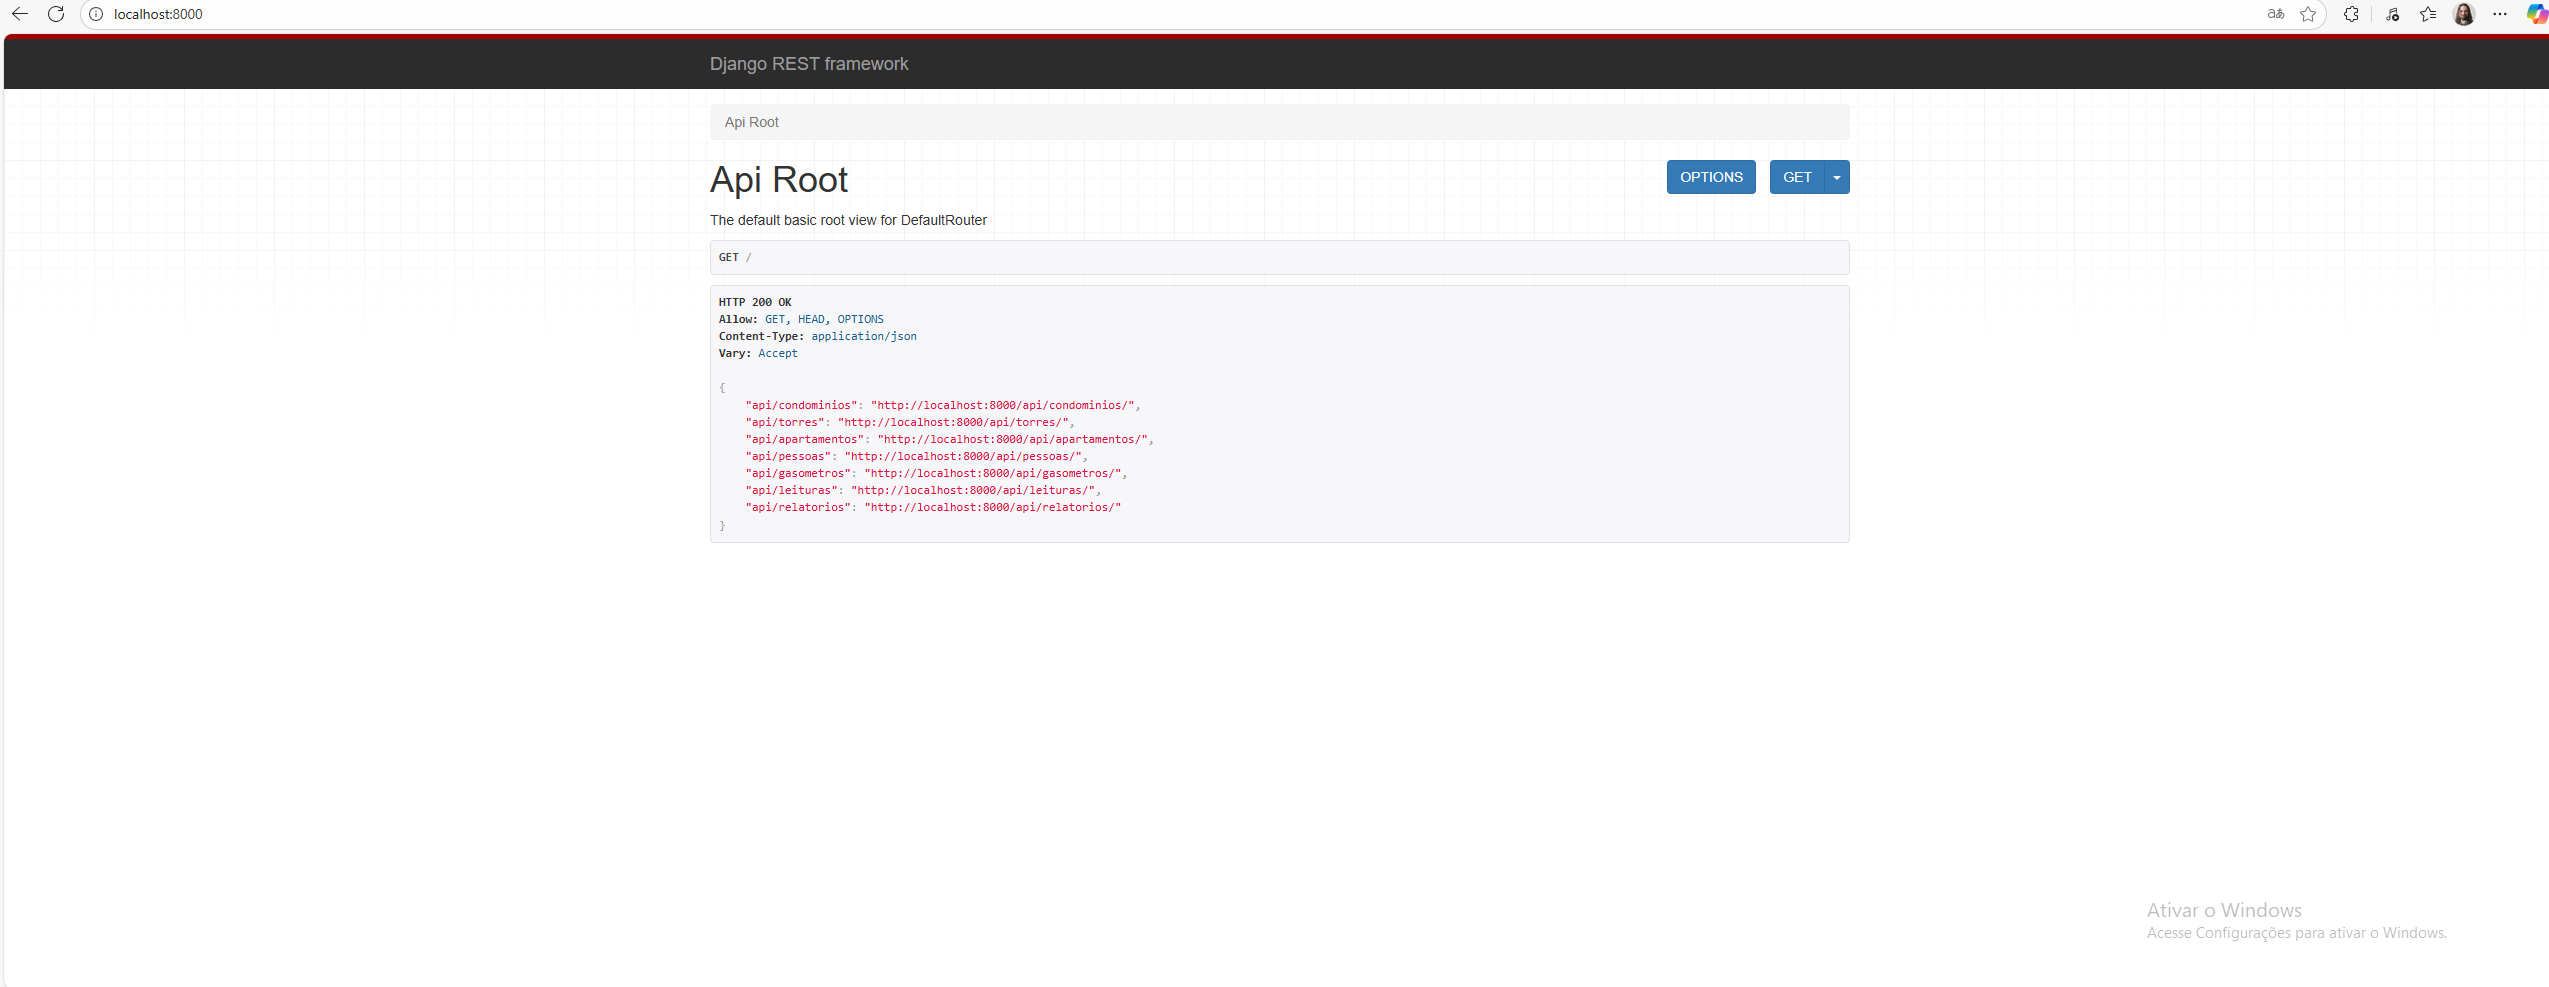 localhost:8000
Django REST framework
Api Root
Api Root
OPTIONS
GET
The default basic root view for DefaultRouter
GET /
HTTP 200 OK
Allow: GET, HEAD, OPTIONS
Content-Type: application/json
Vary: Accept
{
    "api/condominios": "http://localhost:8000/api/condominios/",
    "api/torres": "http://localhost:8000/api/torres/",
    "api/apartamentos": "http://localhost:8000/api/apartamentos/",
    "api/pessoas": "http://localhost:8000/api/pessoas/",
    "api/gasometros": "http://localhost:8000/api/gasometros/",
    "api/leituras": "http://localhost:8000/api/leituras/",
    "api/relatorios": "http://localhost:8000/api/relatorios/"
}
Ativar o Windows
Acesse Configurações para ativar o Windows.